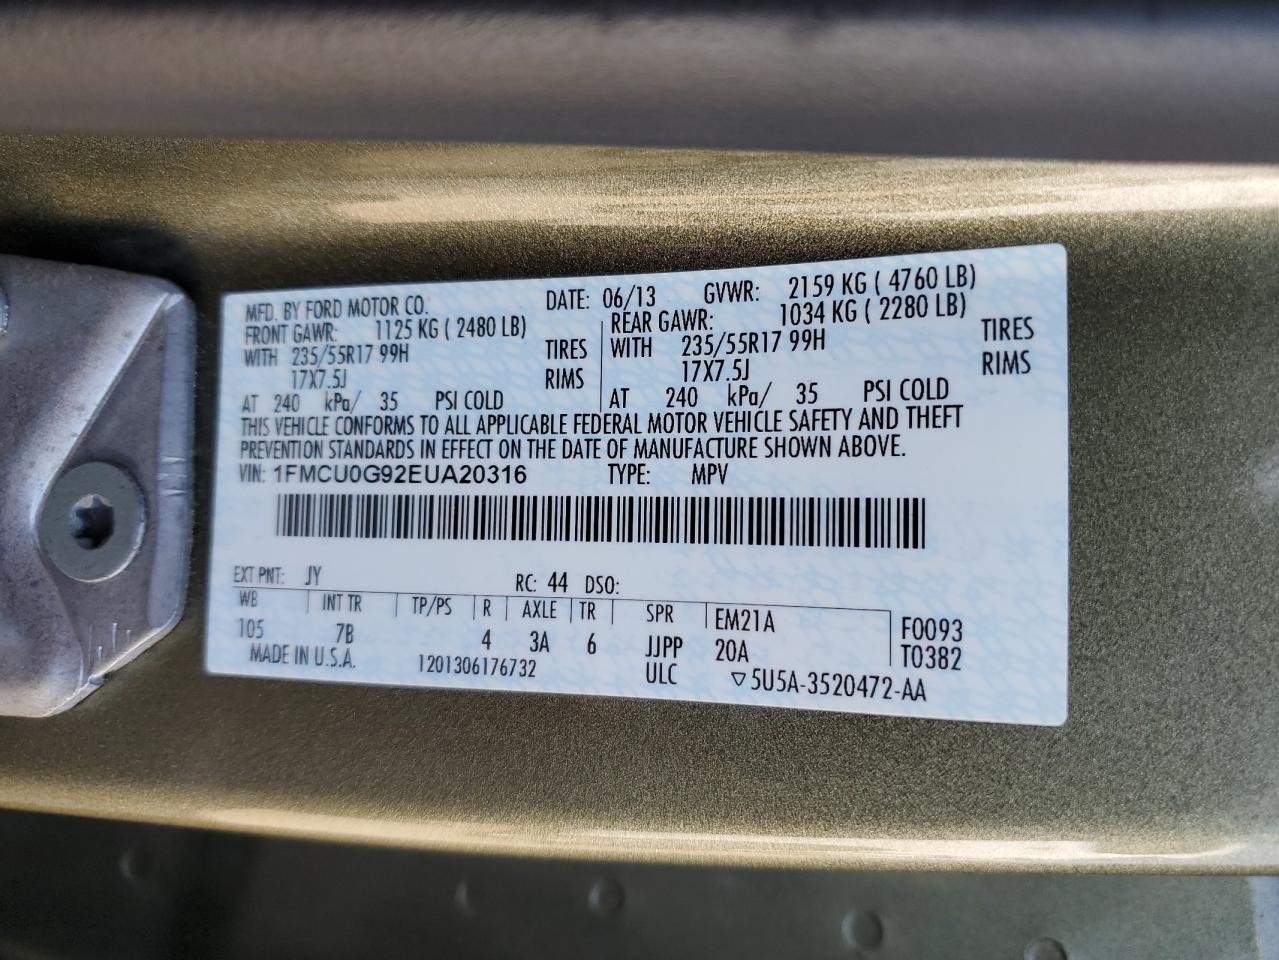 MFD. BY FORD MOTOR CO. DATE: 06/13 GVWR: 2159 KG ( 4760 LB)
FRONT GAWR: 1125 KG ( 2480 LB) REAR GAWR: 1034 KG ( 2280 LB)
WITH 235/55R17 99H TIRES WITH 235/55R17 99H TIRES
17X7.5J RIMS 17X7.5J RIMS
AT 240 kPa/ 35 PSI COLD AT 240 kPa/ 35 PSI COLD
THIS VEHICLE CONFORMS TO ALL APPLICABLE FEDERAL MOTOR VEHICLE SAFETY AND THEFT
PREVENTION STANDARDS IN EFFECT ON THE DATE OF MANUFACTURE SHOWN ABOVE.
VIN: 1FMCU0G92EUA20316 TYPE: MPV
EXT PNT: JY RC: 44 DSO:
WB INT TR TP/PS R AXLE TR SPR EM21A F0093
105 7B 4 3A 6 JJPP 20A T0382
MADE IN U.S.A. 1201306176732 ULC ▽5U5A-3520472-AA